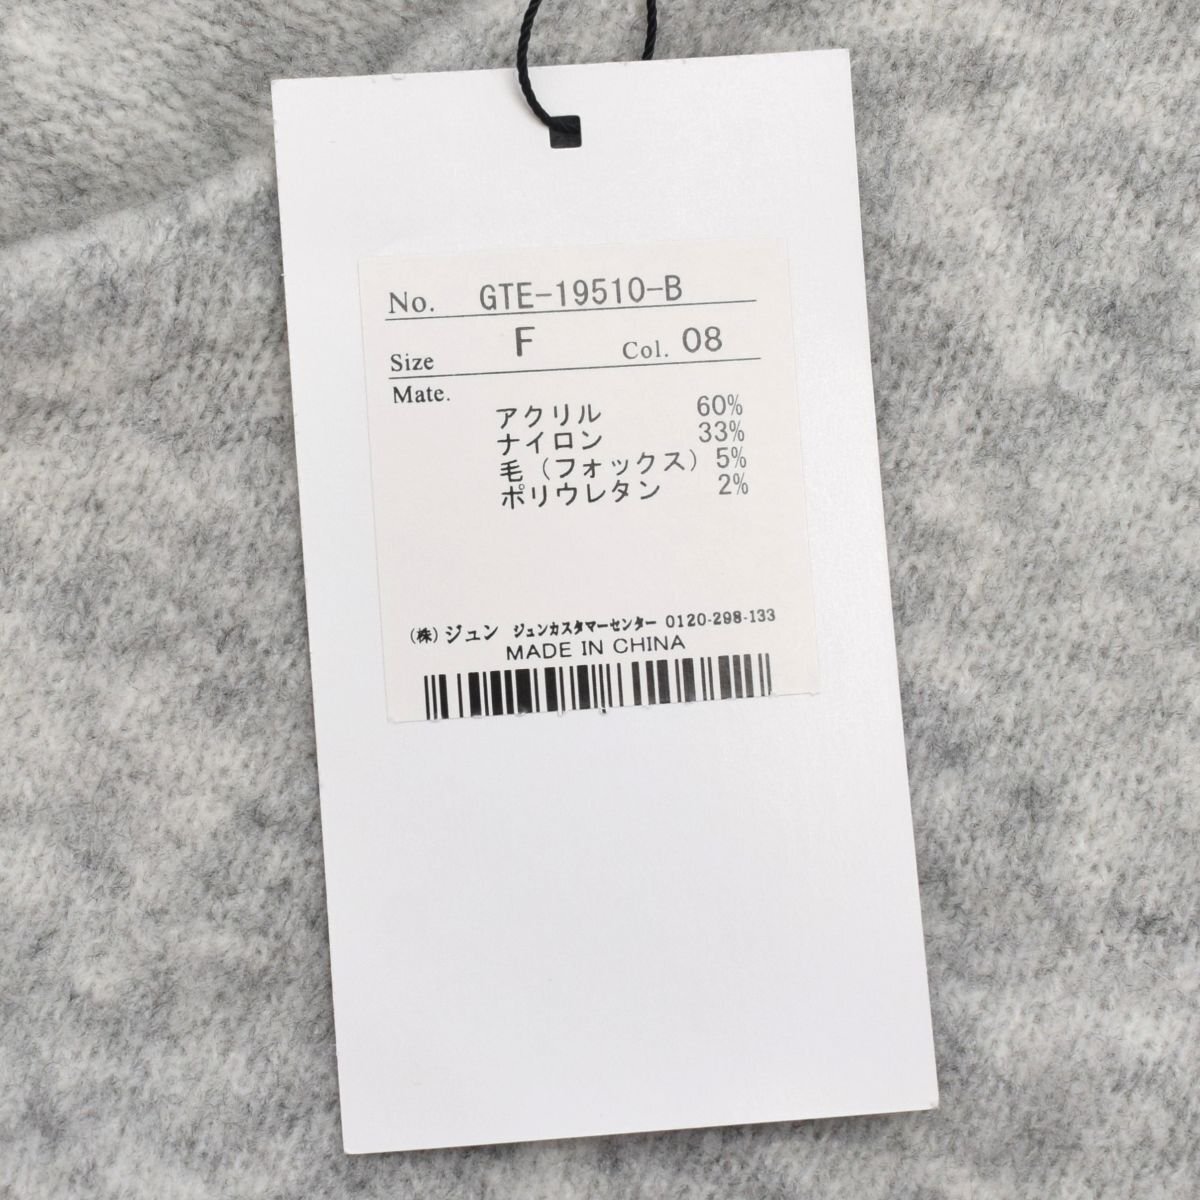 No. GTE-19510-B
Size F Col. 08
Mate.
アクリル 60%
ナイロン 33%
毛(フォックス) 5%
ポリウレタン 2%
(株)ジュン ジュンカスタマーセンター 0120-298-133
MADE IN CHINA